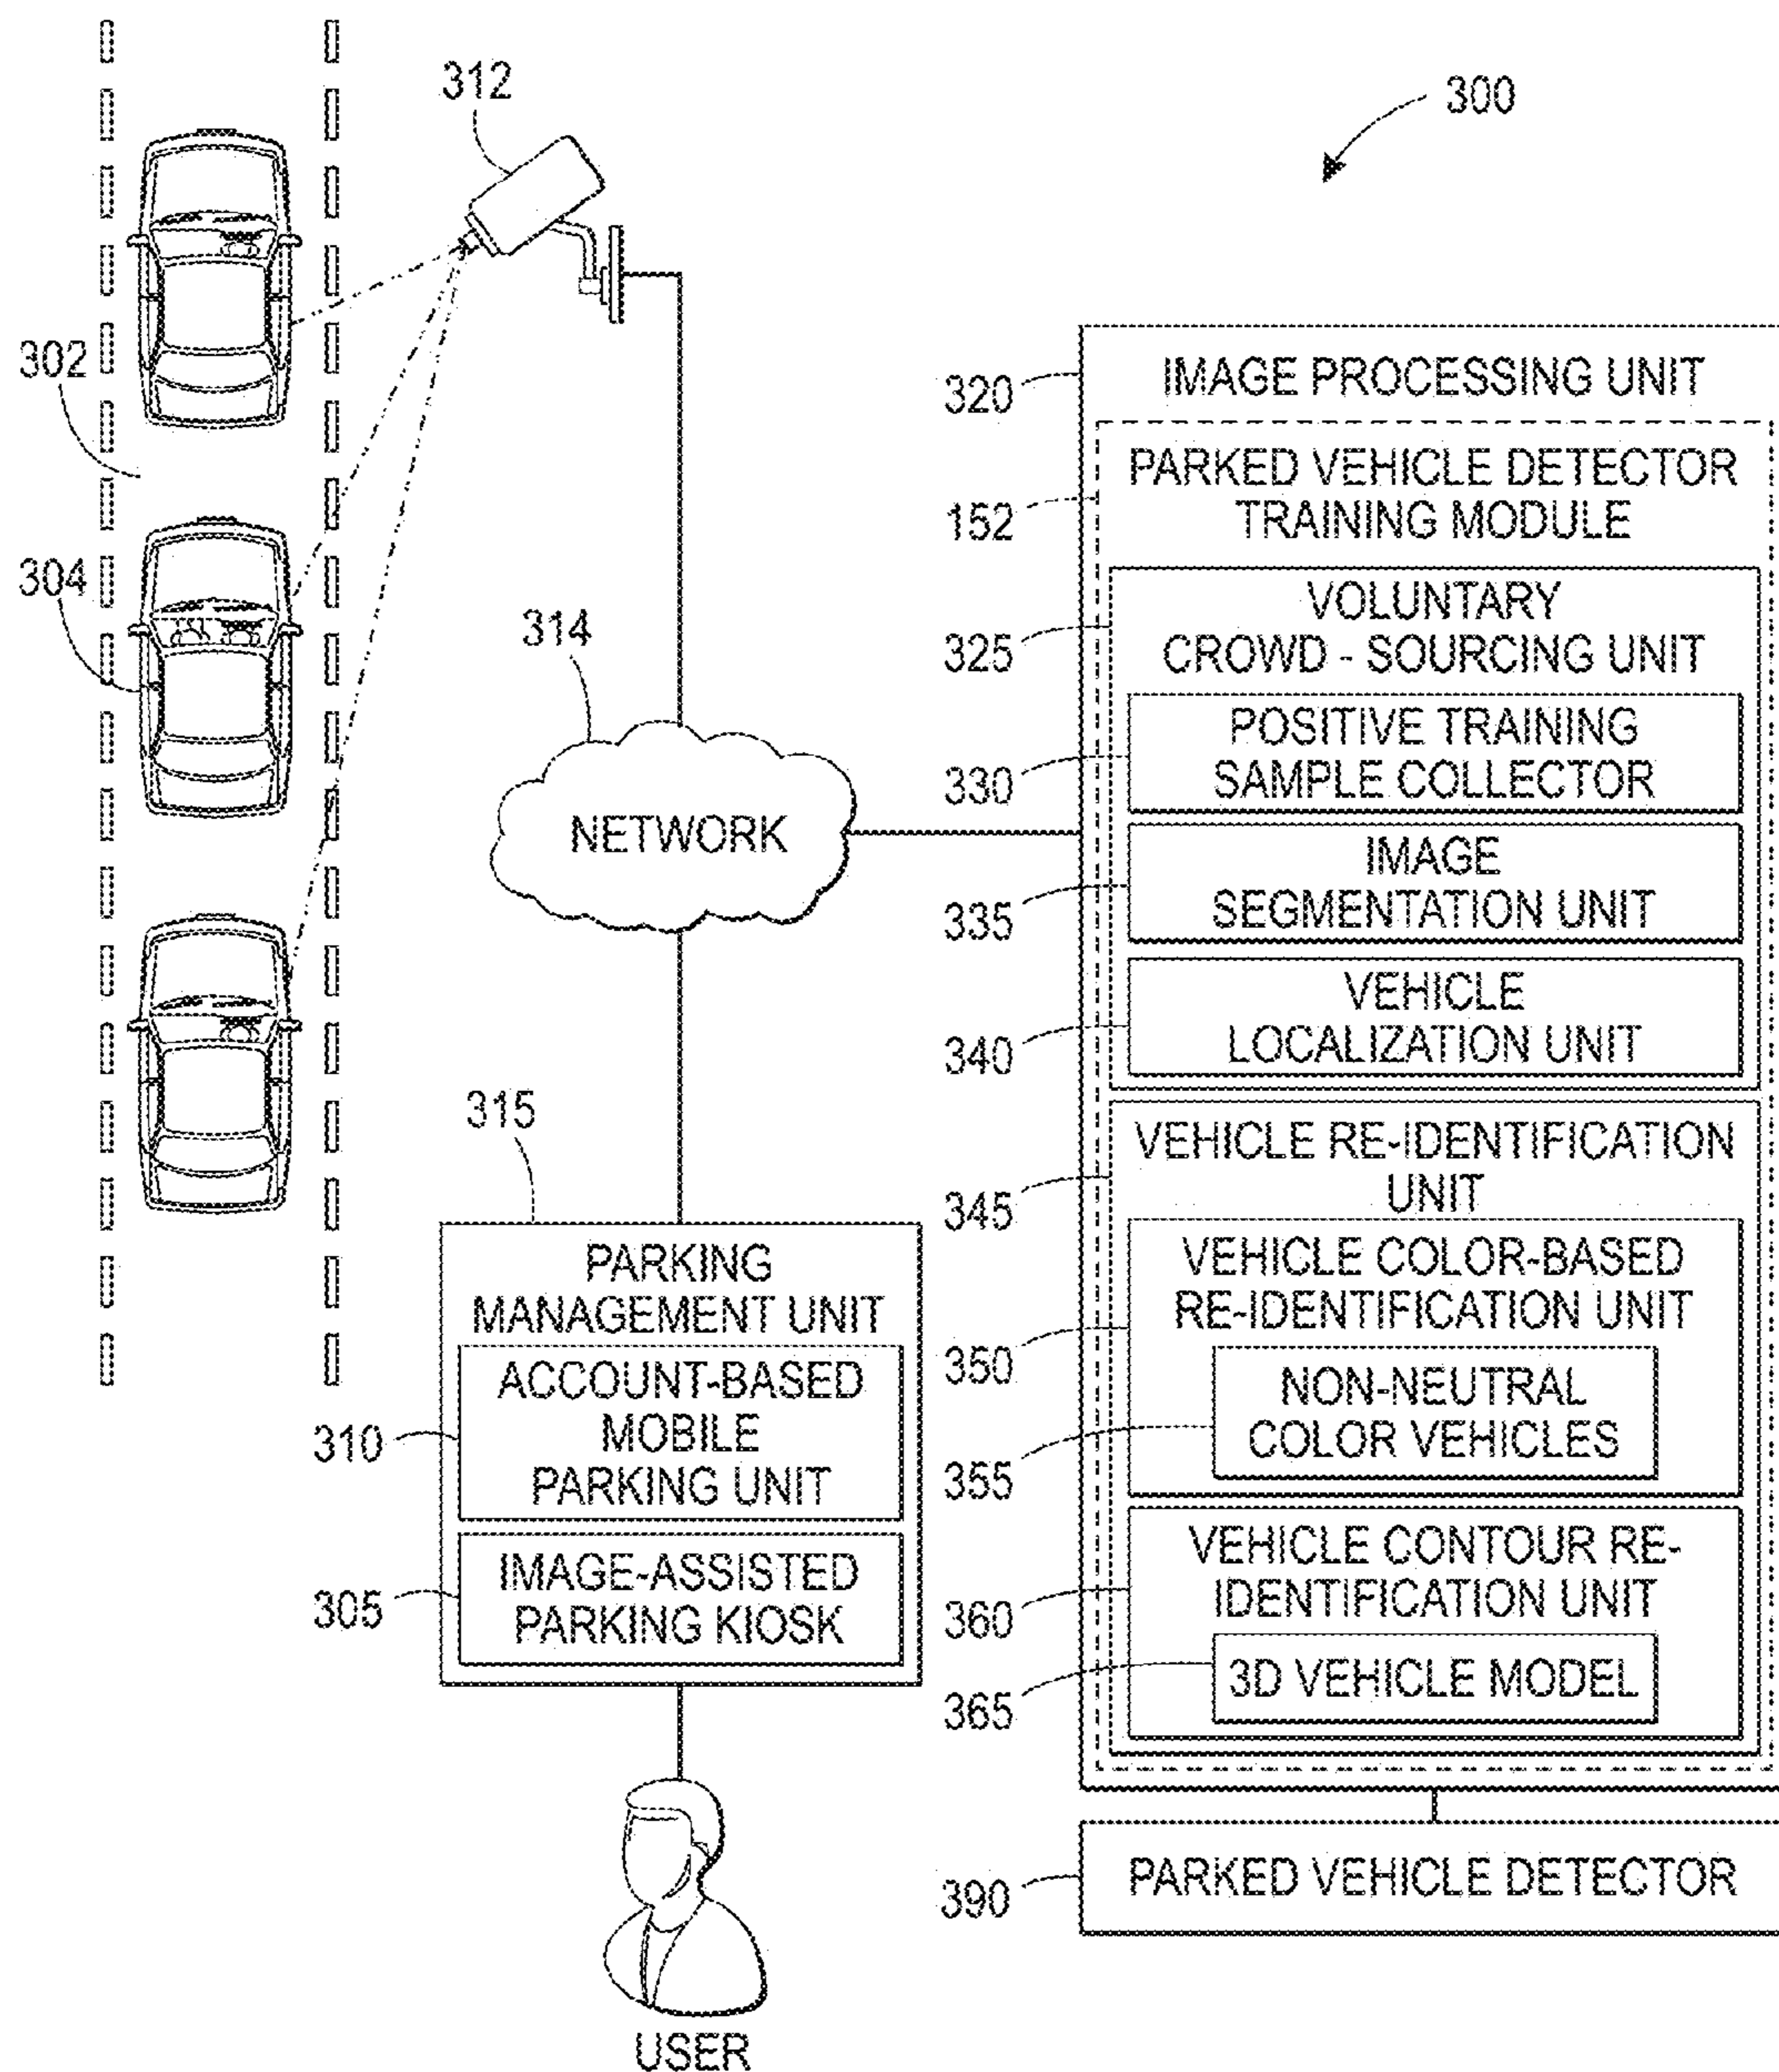 312
300
302
304
314
NETWORK
315
PARKING
MANAGEMENT UNIT
310
ACCOUNT-BASED
MOBILE
PARKING UNIT
305
IMAGE-ASSISTED
PARKING KIOSK
USER
320
IMAGE PROCESSING UNIT
152
PARKED VEHICLE DETECTOR
TRAINING MODULE
325
VOLUNTARY
CROWD - SOURCING UNIT
330
POSITIVE TRAINING
SAMPLE COLLECTOR
335
IMAGE
SEGMENTATION UNIT
340
VEHICLE
LOCALIZATION UNIT
345
VEHICLE RE-IDENTIFICATION
UNIT
350
VEHICLE COLOR-BASED
RE-IDENTIFICATION UNIT
355
NON-NEUTRAL
COLOR VEHICLES
360
VEHICLE CONTOUR RE-
IDENTIFICATION UNIT
365
3D VEHICLE MODEL
390
PARKED VEHICLE DETECTOR